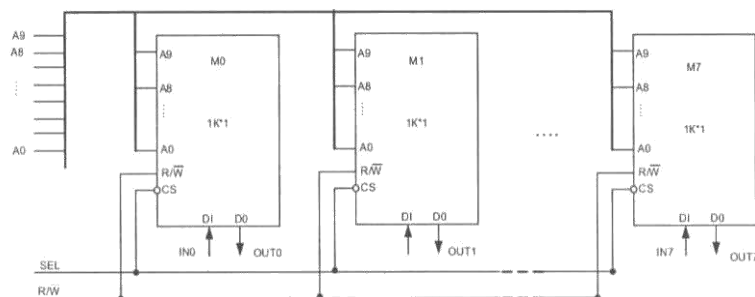 A9
A8
A0
A9
M0
A8
1K*1
A0
R/W̅
CS
DI D0
IN0
OUT0
A9
M1
A8
1K*1
A0
R/W̅
CS
DI D0
OUT1
....
A9
M7
A8
1K*1
A0
R/W̅
CS
DI D0
IN7
OUT7
SEL
R/W̅